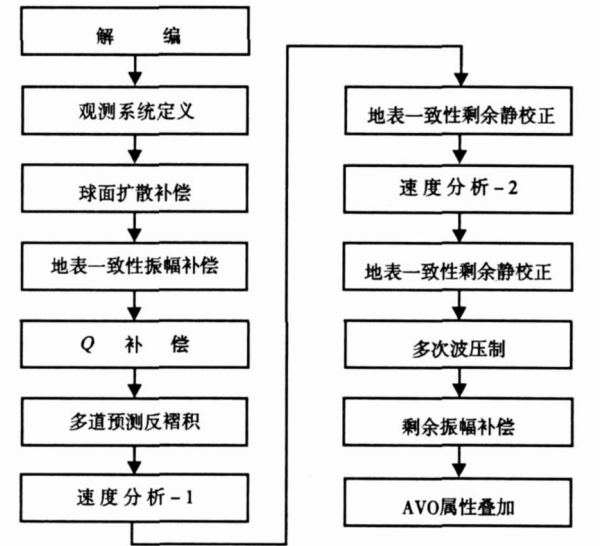 解 编
观测系统定义
球面扩散补偿
地表一致性振幅补偿
Q 补 偿
多道预测反褶积
速度分析-1
地表一致性剩余静校正
速度分析-2
地表一致性剩余静校正
多次波压制
剩余振幅补偿
AVO属性叠加